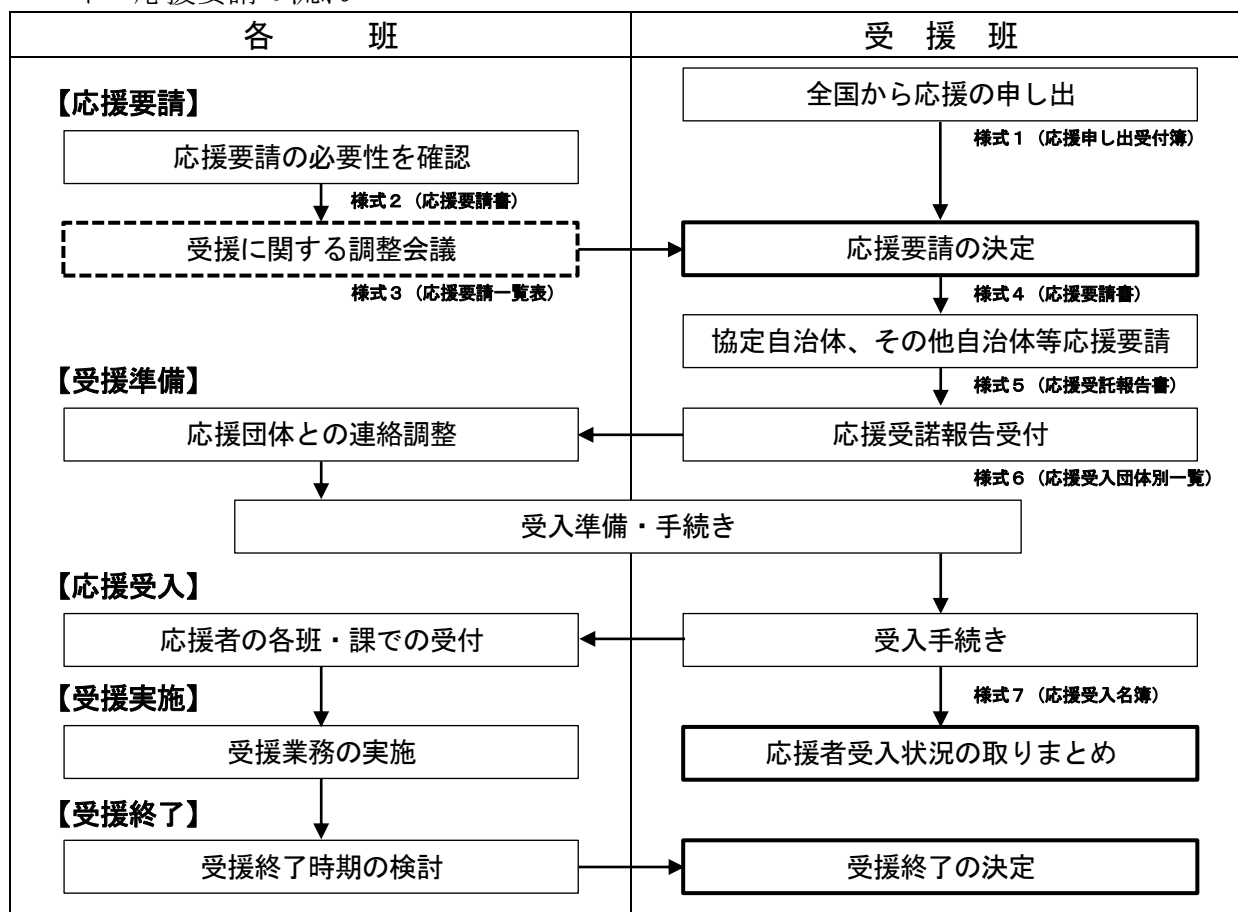 各　　班
受　援　班
【応援要請】
全国から応援の申し出
様式１（応援申し出受付簿）
応援要請の必要性を確認
様式２（応援要請書）
受援に関する調整会議
応援要請の決定
様式３（応援要請一覧表）
様式４（応援要請書）
協定自治体、その他自治体等応援要請
【受援準備】
様式５（応援受託報告書）
応援団体との連絡調整
応援受諾報告受付
様式６（応援受入団体別一覧）
受入準備・手続き
【応援受入】
応援者の各班・課での受付
受入手続き
【受援実施】
様式７（応援受入名簿）
受援業務の実施
応援者受入状況の取りまとめ
【受援終了】
受援終了時期の検討
受援終了の決定